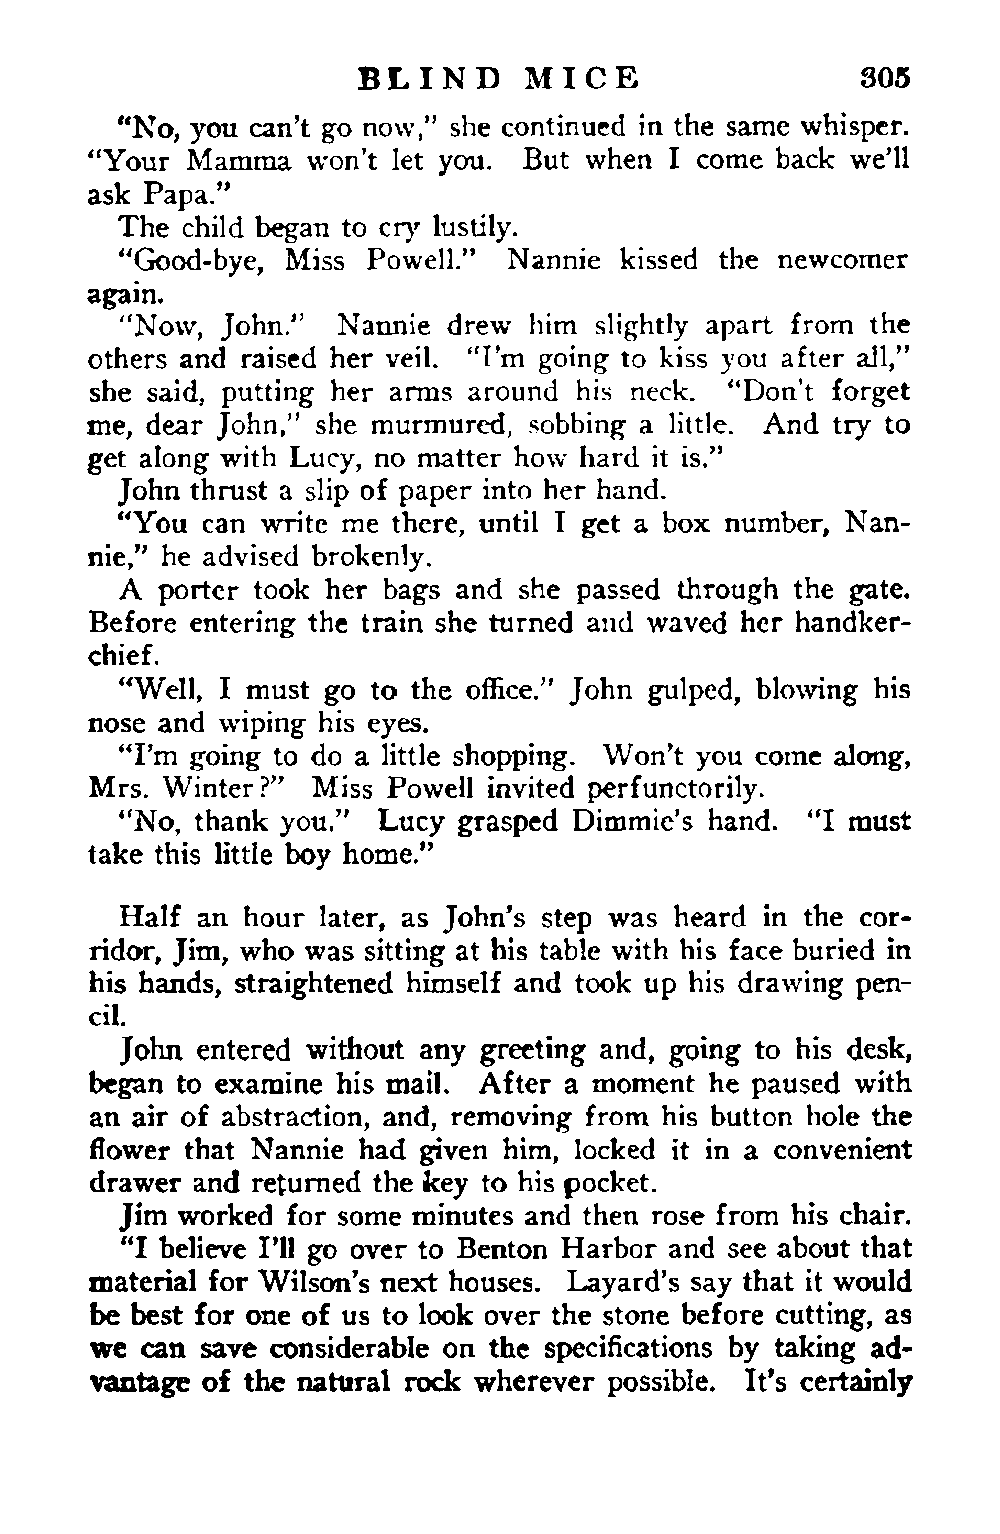 BLIND MICE 305
“No, you can’t go now,” she continued in the same whisper.
“Your Mamma won’t let you. But when I come back we’ll
ask Papa.”
The child began to cry lustily.
“Good-bye, Miss Powell.” Nannie kissed the newcomer
again.
“Now, John.” Nannie drew him slightly apart from the
others and raised her veil. “I’m going to kiss you after all,”
she said, putting her arms around his neck. “Don’t forget
me, dear John,” she murmured, sobbing a little. And try to
get along with Lucy, no matter how hard it is.”
John thrust a slip of paper into her hand.
“You can write me there, until I get a box number, Nan-
nie,” he advised brokenly.
A porter took her bags and she passed through the gate.
Before entering the train she turned and waved her handker-
chief.
“Well, I must go to the office.” John gulped, blowing his
nose and wiping his eyes.
“I’m going to do a little shopping. Won’t you come along,
Mrs. Winter?” Miss Powell invited perfunctorily.
“No, thank you.” Lucy grasped Dimmie’s hand. “I must
take this little boy home.”
Half an hour later, as John’s step was heard in the cor-
ridor, Jim, who was sitting at his table with his face buried in
his hands, straightened himself and took up his drawing pen-
cil.
John entered without any greeting and, going to his desk,
began to examine his mail. After a moment he paused with
an air of abstraction, and, removing from his button hole the
flower that Nannie had given him, locked it in a convenient
drawer and returned the key to his pocket.
Jim worked for some minutes and then rose from his chair.
“I believe I’ll go over to Benton Harbor and see about that
material for Wilson’s next houses. Layard’s say that it would
be best for one of us to look over the stone before cutting, as
we can save considerable on the specifications by taking ad-
vantage of the natural rock wherever possible. It’s certainly